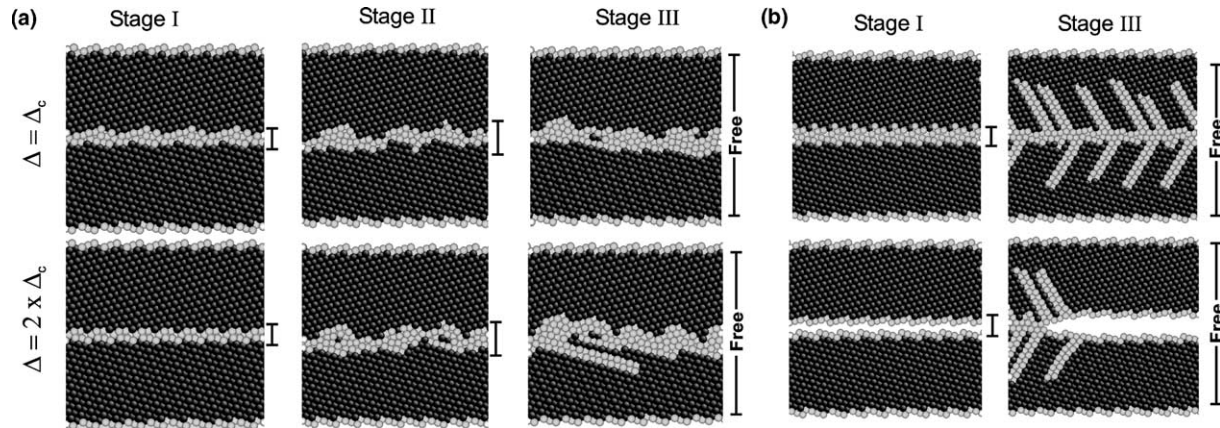 (a)
Stage I
Stage II
Stage III
Δ = Δc
Free
Δ = 2 x Δc
Free
(b)
Stage I
Stage III
Free
Free